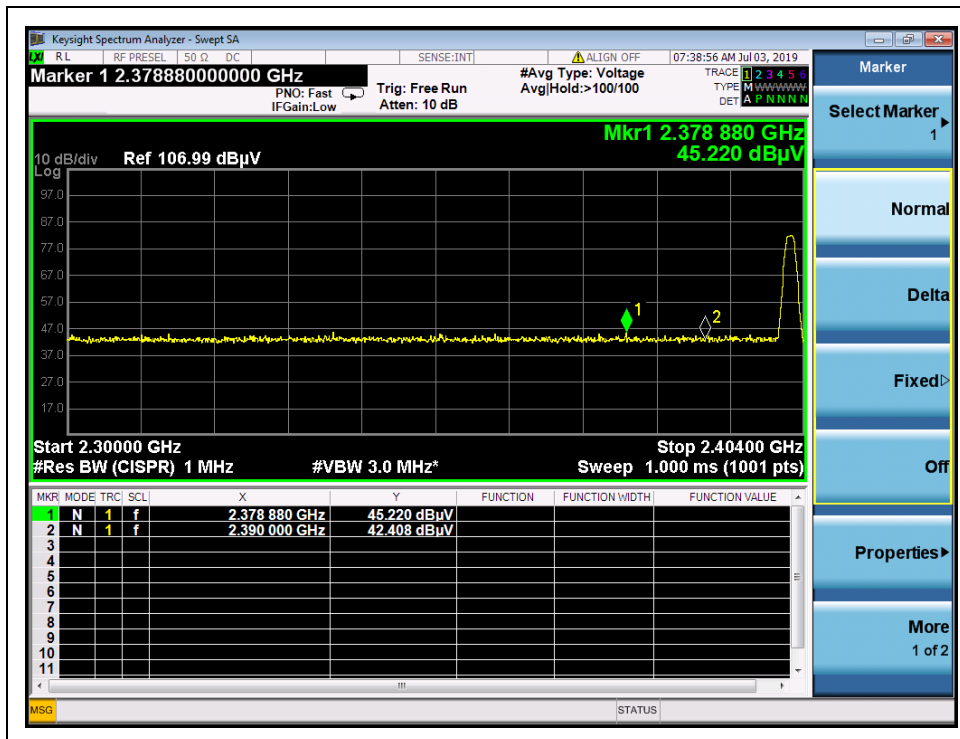 Keysight Spectrum Analyzer - Swept SA
LXI RL RF PRESEL 50 Ω DC SENSE:INT ALIGN OFF 07:38:56 AM Jul 03, 2019
Marker 1 2.378880000000 GHz
PNO: Fast
IFGain:Low
Trig: Free Run
Atten: 10 dB
#Avg Type: Voltage
Avg|Hold:>100/100
TRACE 1 2 3 4 5 6
TYPE M W W W W W
DET A P N N N N
Mkr1 2.378 880 GHz
45.220 dBµV
10 dB/div Ref 106.99 dBµV
Log
97.0
87.0
77.0
67.0
57.0
47.0
37.0
27.0
17.0
1
2
Start 2.30000 GHz Stop 2.40400 GHz
#Res BW (CISPR) 1 MHz #VBW 3.0 MHz* Sweep 1.000 ms (1001 pts)
MKR MODE TRC SCL X Y FUNCTION FUNCTION WIDTH FUNCTION VALUE
1 N 1 f 2.378 880 GHz 45.220 dBµV
2 N 1 f 2.390 000 GHz 42.408 dBµV
3
4
5
6
7
8
9
10
11
MSG STATUS
Marker
Select Marker
1
Normal
Delta
Fixed
Off
Properties
More
1 of 2